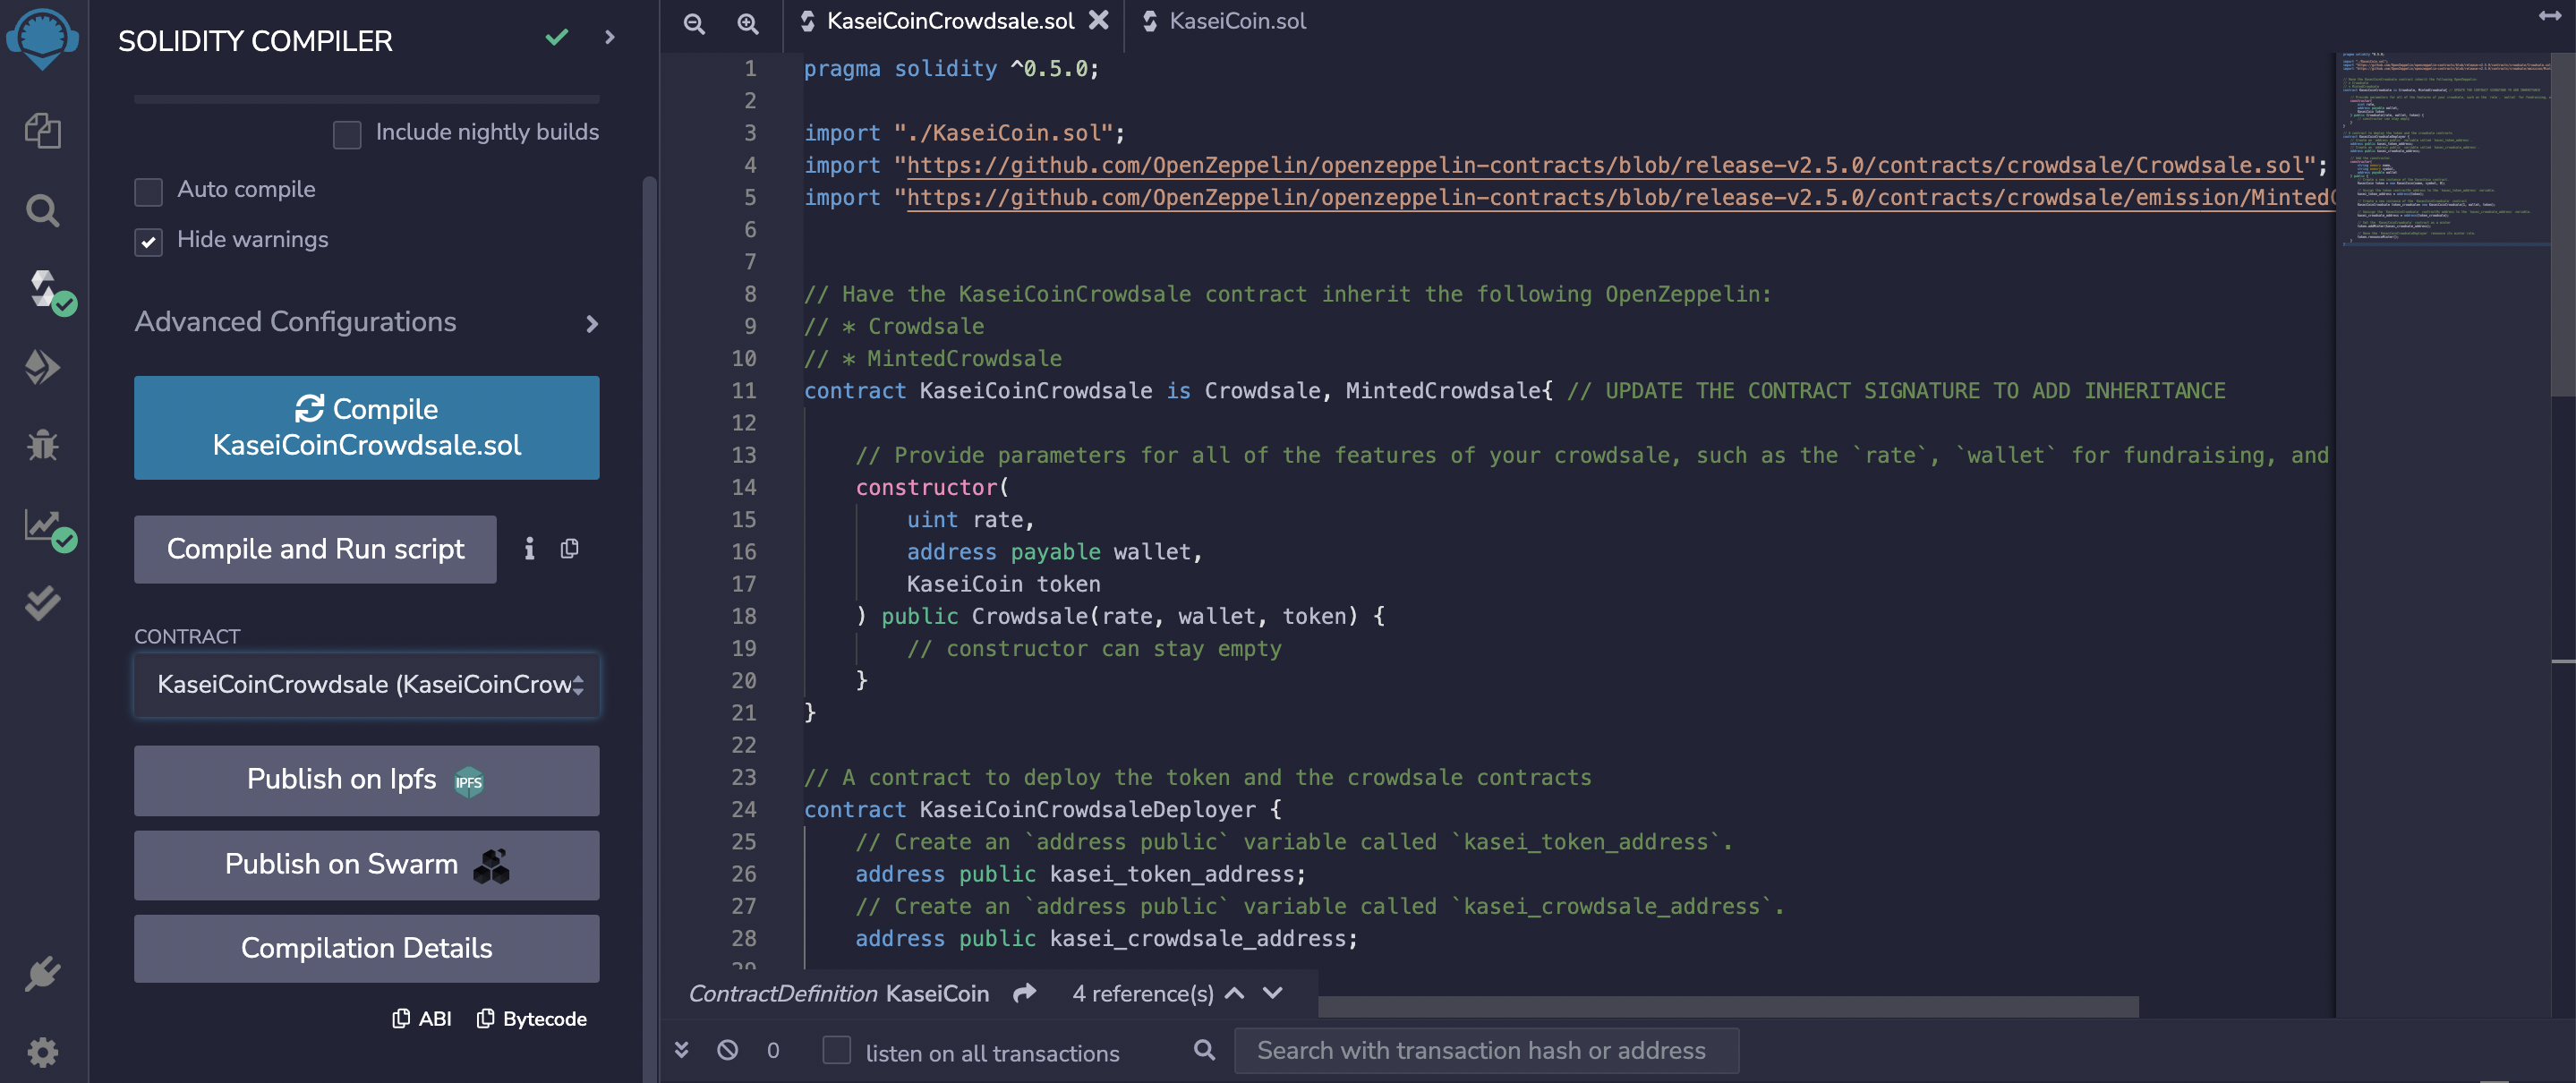 SOLIDITY COMPILER
Include nightly builds
Auto compile
Hide warnings
Advanced Configurations
Compile
KaseiCoinCrowdsale.sol
Compile and Run script
CONTRACT
KaseiCoinCrowdsale (KaseiCoinCrow
Publish on Ipfs IPFS
Publish on Swarm
Compilation Details
ABI Bytecode
KaseiCoinCrowdsale.sol KaseiCoin.sol
1 pragma solidity ^0.5.0;
2
3 import "./KaseiCoin.sol";
4 import "https://github.com/OpenZeppelin/openzeppelin-contracts/blob/release-v2.5.0/contracts/crowdsale/Crowdsale.sol";
5 import "https://github.com/OpenZeppelin/openzeppelin-contracts/blob/release-v2.5.0/contracts/crowdsale/emission/MintedC
6
7
8 // Have the KaseiCoinCrowdsale contract inherit the following OpenZeppelin:
9 // * Crowdsale
10 // * MintedCrowdsale
11 contract KaseiCoinCrowdsale is Crowdsale, MintedCrowdsale{ // UPDATE THE CONTRACT SIGNATURE TO ADD INHERITANCE
12
13 // Provide parameters for all of the features of your crowdsale, such as the `rate`, `wallet` for fundraising, and
14 constructor(
15 uint rate,
16 address payable wallet,
17 KaseiCoin token
18 ) public Crowdsale(rate, wallet, token) {
19 // constructor can stay empty
20 }
21 }
22
23 // A contract to deploy the token and the crowdsale contracts
24 contract KaseiCoinCrowdsaleDeployer {
25 // Create an `address public` variable called `kasei_token_address`.
26 address public kasei_token_address;
27 // Create an `address public` variable called `kasei_crowdsale_address`.
28 address public kasei_crowdsale_address;
29
ContractDefinition KaseiCoin 4 reference(s)
0 listen on all transactions Search with transaction hash or address